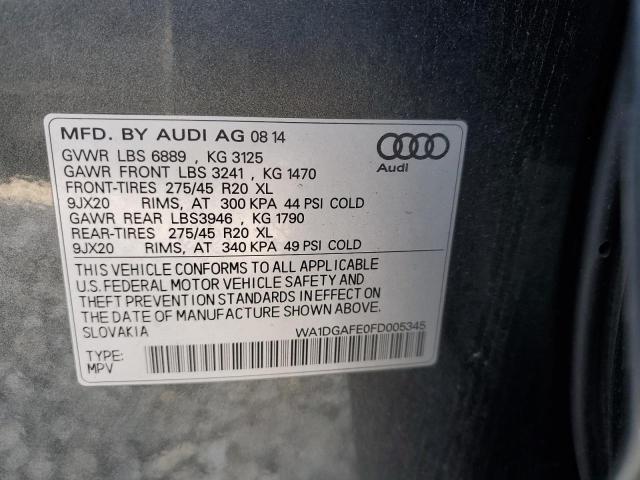 MFD. BY AUDI AG 08 14
GVWR LBS 6889 , KG 3125
GAWR FRONT LBS 3241 , KG 1470
FRONT-TIRES 275/45 R20 XL
9JX20 RIMS, AT 300 KPA 44 PSI COLD
GAWR REAR LBS3946 , KG 1790
REAR-TIRES 275/45 R20 XL
9JX20 RIMS, AT 340 KPA 49 PSI COLD
Audi
THIS VEHICLE CONFORMS TO ALL APPLICABLE
U.S. FEDERAL MOTOR VEHICLE SAFETY AND
THEFT PREVENTION STANDARDS IN EFFECT ON
THE DATE OF MANUFACTURE SHOWN ABOVE.
SLOVAKIA WA1DGAFE0FD005345
TYPE:
MPV